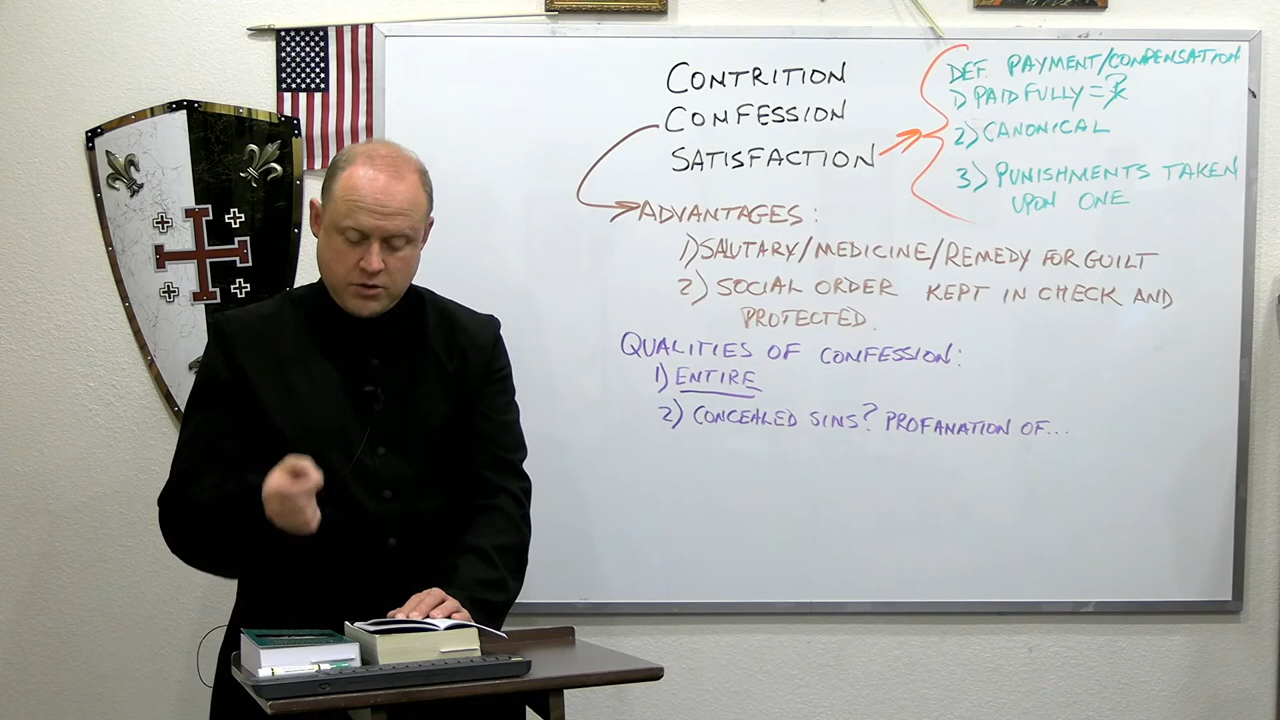 CONTRITION
CONFESSION
SATISFACTION
DEF. PAYMENT/COMPENSATION
1) PAID FULLY = ☧
2) CANONICAL
3) PUNISHMENTS TAKEN
UPON ONE
ADVANTAGES:
1) SALUTARY/MEDICINE/REMEDY FOR GUILT
2) SOCIAL ORDER KEPT IN CHECK AND
PROTECTED.
QUALITIES OF CONFESSION:
1) ENTIRE
2) CONCEALED SINS? PROFANATION OF...